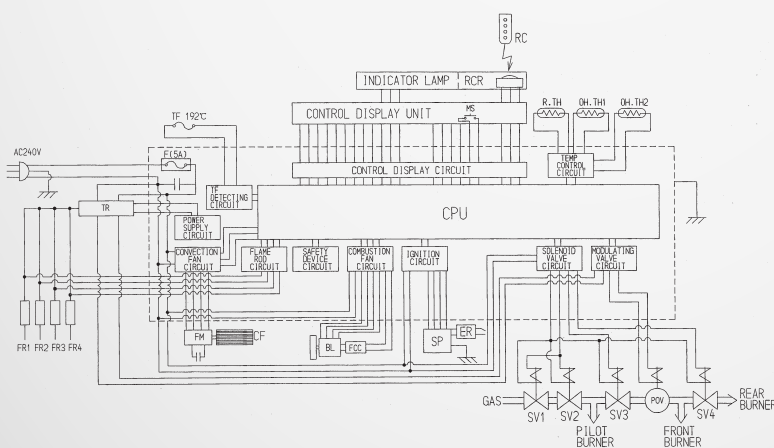 RC
INDICATOR LAMP RCR
CONTROL DISPLAY UNIT
MS
TF 192℃
R.TH
OH.TH1
OH.TH2
AC240V
F(5A)
CONTROL DISPLAY CIRCUIT
TEMP
CONTROL
CIRCUIT
TF
DETECTING
CIRCUIT
CPU
TR
POWER
SUPPLY
CIRCUIT
CONVECTION
FAN
CIRCUIT
FLAME
ROD
CIRCUIT
SAFETY
DEVICE
CIRCUIT
COMBUSTION
FAN
CIRCUIT
IGNITION
CIRCUIT
SOLENOID
VALVE
CIRCUIT
MODULATING
VALVE
CIRCUIT
FR1
FR2
FR3
FR4
FM
CF
BL
FCC
SP
ER
GAS
SV1
SV2
SV3
POV
SV4
REAR
BURNER
PILOT
BURNER
FRONT
BURNER